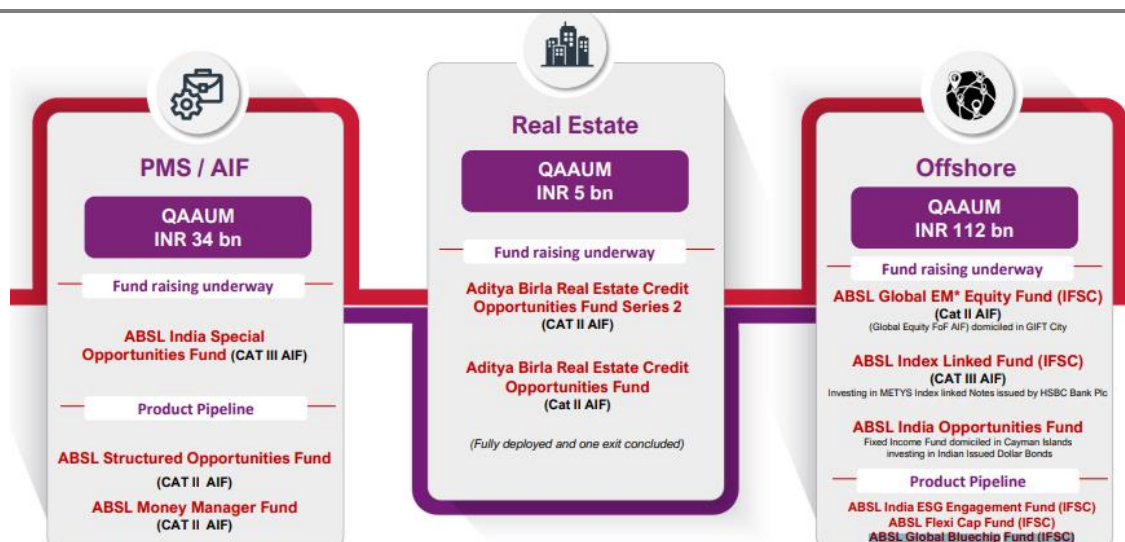 PMS / AIF
QAAUM
INR 34 bn
Fund raising underway
ABSL India Special
Opportunities Fund (CAT III AIF)
Product Pipeline
ABSL Structured Opportunities Fund
(CAT II AIF)
ABSL Money Manager Fund
(CAT II AIF)
Real Estate
QAAUM
INR 5 bn
Fund raising underway
Aditya Birla Real Estate Credit
Opportunities Fund Series 2
(CAT II AIF)
Aditya Birla Real Estate Credit
Opportunities Fund
(Cat II AIF)
(Fully deployed and one exit concluded)
Offshore
QAAUM
INR 112 bn
Fund raising underway
ABSL Global EM* Equity Fund (IFSC)
(Cat II AIF)
(Global Equity FoF AIF) domiciled in GIFT City
ABSL Index Linked Fund (IFSC)
(CAT III AIF)
Investing in METYS Index linked Notes issued by HSBC Bank Plc
ABSL India Opportunities Fund
Fixed Income Fund domiciled in Cayman Islands
investing in Indian Issued Dollar Bonds
Product Pipeline
ABSL India ESG Engagement Fund (IFSC)
ABSL Flexi Cap Fund (IFSC)
ABSL Global Bluechip Fund (IFSC)